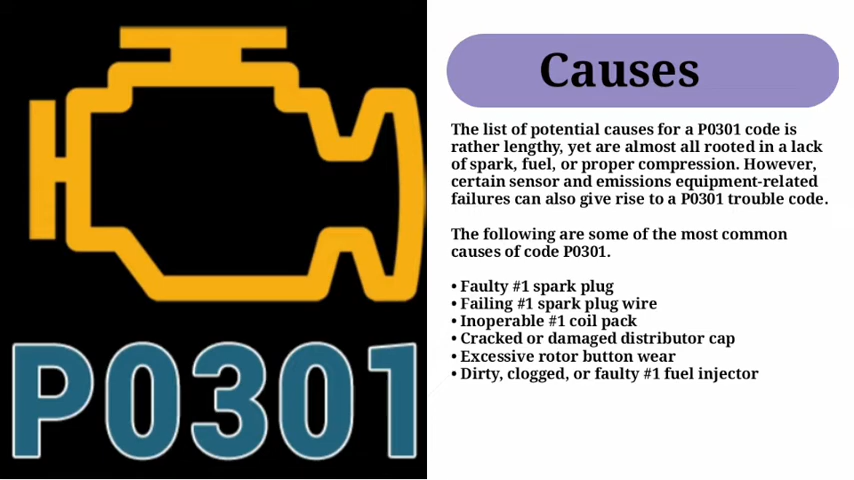 P0301
Causes
The list of potential causes for a P0301 code is
rather lengthy, yet are almost all rooted in a lack
of spark, fuel, or proper compression. However,
certain sensor and emissions equipment-related
failures can also give rise to a P0301 trouble code.
The following are some of the most common
causes of code P0301.
• Faulty #1 spark plug
• Failing #1 spark plug wire
• Inoperable #1 coil pack
• Cracked or damaged distributor cap
• Excessive rotor button wear
• Dirty, clogged, or faulty #1 fuel injector